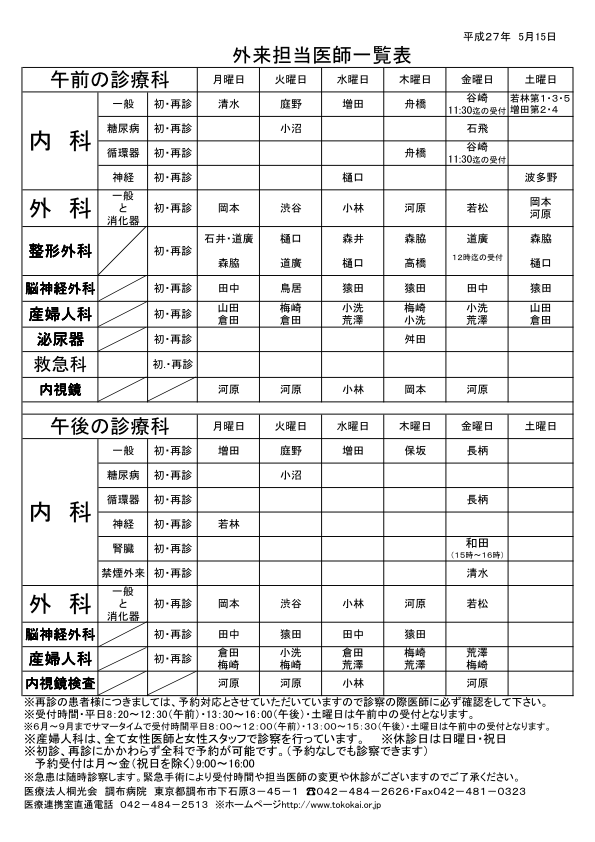 平成27年 5月15日
外来担当医師一覧表
午前の診療科 月曜日 火曜日 水曜日 木曜日 金曜日 土曜日
内 科 一般 初・再診 清水 庭野 増田 舟橋 谷崎 11:30迄の受付 若林第1・3・5 増田第2・4
糖尿病 初・再診 小沼 石飛
循環器 初・再診 舟橋 谷崎 11:30迄の受付
神経 初・再診 樋口 波多野
外 科 一般と消化器 初・再診 岡本 渋谷 小林 河原 若松 岡本 河原
整形外科 初・再診 石井・道廣 樋口 森井 森脇 道廣 森脇
森脇 道廣 樋口 高橋 12時迄の受付 樋口
脳神経外科 初・再診 田中 鳥居 猿田 猿田 田中 猿田
産婦人科 初・再診 山田 梅崎 小洗 梅崎 小洗 山田
倉田 倉田 荒澤 小洗 荒澤 倉田
泌尿器 初・再診 舛田
救急科 初.・再診
内視鏡 河原 河原 小林 岡本 河原
午後の診療科 月曜日 火曜日 水曜日 木曜日 金曜日 土曜日
内 科 一般 初・再診 増田 庭野 増田 保坂 長柄
糖尿病 初・再診 小沼
循環器 初・再診 長柄
神経 初・再診 若林
腎臓 初・再診 和田 (15時~16時)
禁煙外来 初・再診 清水
外 科 一般と消化器 初・再診 岡本 渋谷 小林 河原 若松
脳神経外科 初・再診 田中 猿田 田中 猿田
産婦人科 初・再診 倉田 小洗 倉田 梅崎 荒澤
梅崎 梅崎 荒澤 荒澤 梅崎
内視鏡検査 河原 河原 小林 河原
※再診の患者様につきましては、予約対応とさせていただいていますので診察の際医師に必ず確認をして下さい。
※受付時間・平日8:20~12:30(午前)・13:30~16:00(午後)・土曜日は午前中の受付となります。
※6月~9月までサマータイムで受付時間平日8:00~12:00(午前)・13:00~15:30(午後)・土曜日は午前中の受付となります。
※産婦人科は、全て女性医師と女性スタッフで診察を行っています。 ※休診日は日曜日・祝日
※初診、再診にかかわらず全科で予約が可能です。(予約なしでも診察できます)
予約受付は月~金(祝日を除く)9:00~16:00
※急患は随時診察します。緊急手術により受付時間や担当医師の変更や休診がございますのでご了承ください。
医療法人桐光会 調布病院 東京都調布市下石原3-45-1 ☎042-484-2626・Fax042-481-0323
医療連携室直通電話 042-484-2513 ※ホームページhttp://www.tokokai.or.jp